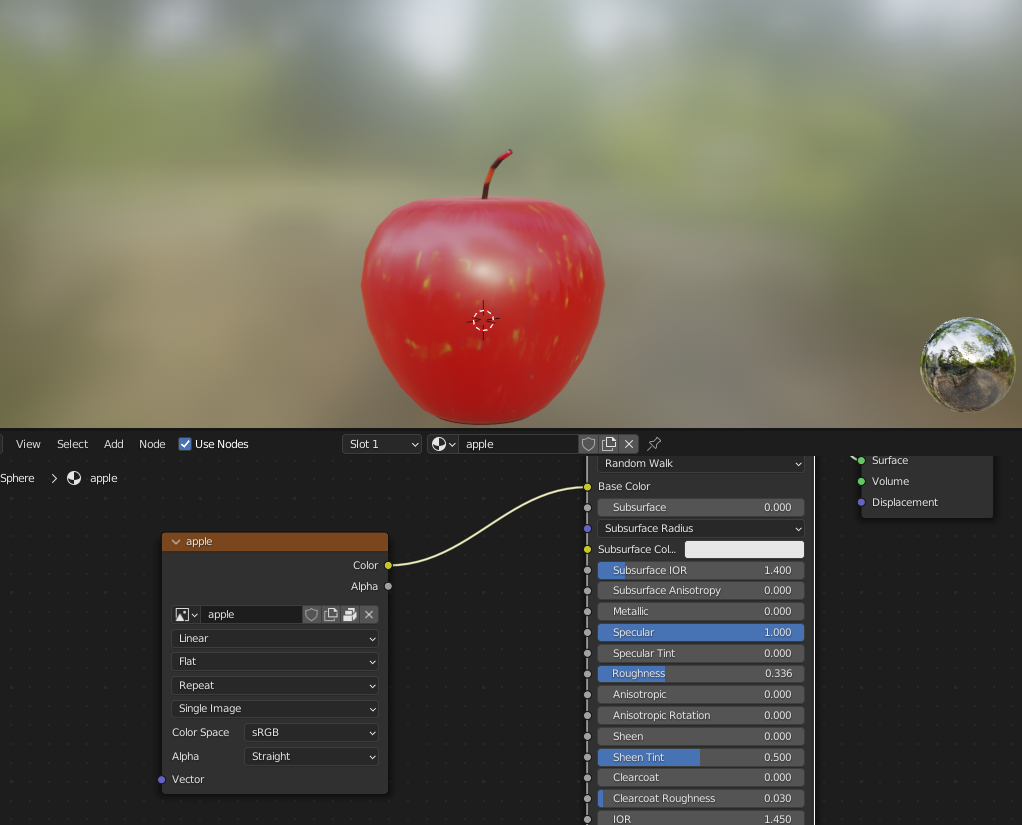 View Select Add Node Use Nodes Slot 1 apple
Sphere apple
Random Walk
Base Color
Subsurface 0.000
Subsurface Radius
Subsurface Col...
Subsurface IOR 1.400
Subsurface Anisotropy 0.000
Metallic 0.000
Specular 1.000
Specular Tint 0.000
Roughness 0.336
Anisotropic 0.000
Anisotropic Rotation 0.000
Sheen 0.000
Sheen Tint 0.500
Clearcoat 0.000
Clearcoat Roughness 0.030
IOR 1.450
Surface
Volume
Displacement
apple
Color
Alpha
apple
Linear
Flat
Repeat
Single Image
Color Space sRGB
Alpha Straight
Vector